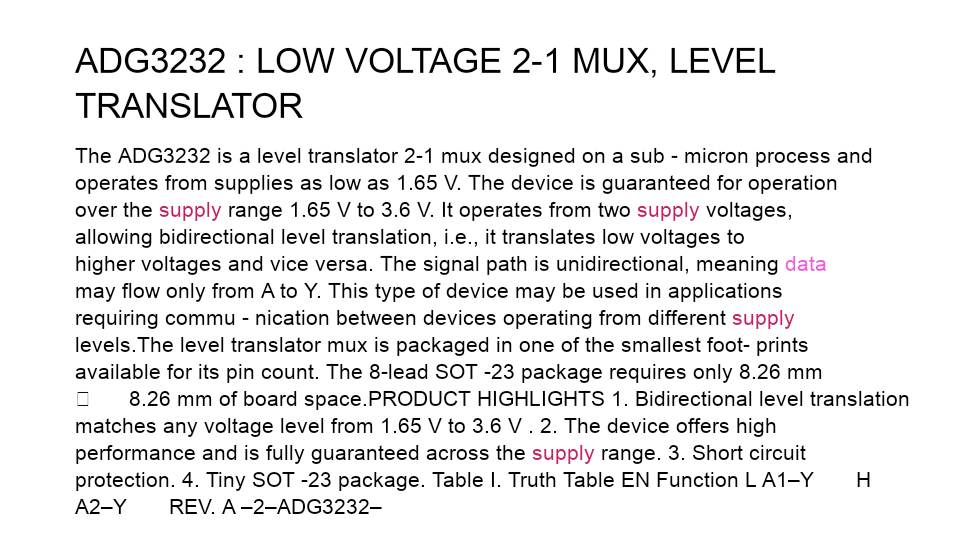 ADG3232 : LOW VOLTAGE 2-1 MUX, LEVEL
TRANSLATOR
The ADG3232 is a level translator 2-1 mux designed on a sub - micron process and
operates from supplies as low as 1.65 V. The device is guaranteed for operation
over the supply range 1.65 V to 3.6 V. It operates from two supply voltages,
allowing bidirectional level translation, i.e., it translates low voltages to
higher voltages and vice versa. The signal path is unidirectional, meaning data
may flow only from A to Y. This type of device may be used in applications
requiring commu - nication between devices operating from different supply
levels.The level translator mux is packaged in one of the smallest foot- prints
available for its pin count. The 8-lead SOT -23 package requires only 8.26 mm
□ 8.26 mm of board space.PRODUCT HIGHLIGHTS 1. Bidirectional level translation
matches any voltage level from 1.65 V to 3.6 V . 2. The device offers high
performance and is fully guaranteed across the supply range. 3. Short circuit
protection. 4. Tiny SOT -23 package. Table I. Truth Table EN Function L A1–Y H
A2–Y REV. A –2–ADG3232–